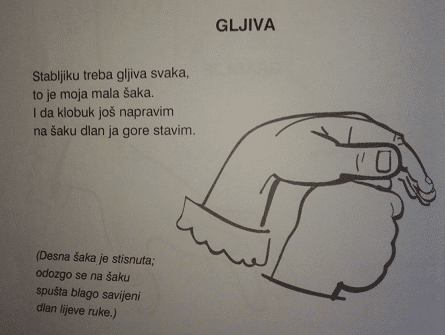 GLJIVA
Stabljiku treba gljiva svaka,
to je moja mala šaka.
I da klobuk još napravim
na šaku dlan ja gore stavim.
(Desna šaka je stisnuta;
odozgo se na šaku
spušta blago savijeni
dlan lijeve ruke.)